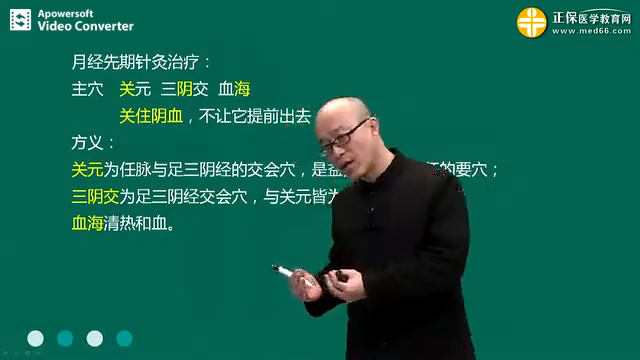 Apowersoft
Video Converter
正保医学教育网
www.med66.com
月经先期针灸治疗：
主穴 关元 三阴交 血海
关住阴血，不让它提前出去
方义：
关元为任脉与足三阴经的交会穴，是益 的要穴；
三阴交为足三阴经交会穴，与关元皆为
血海清热和血。